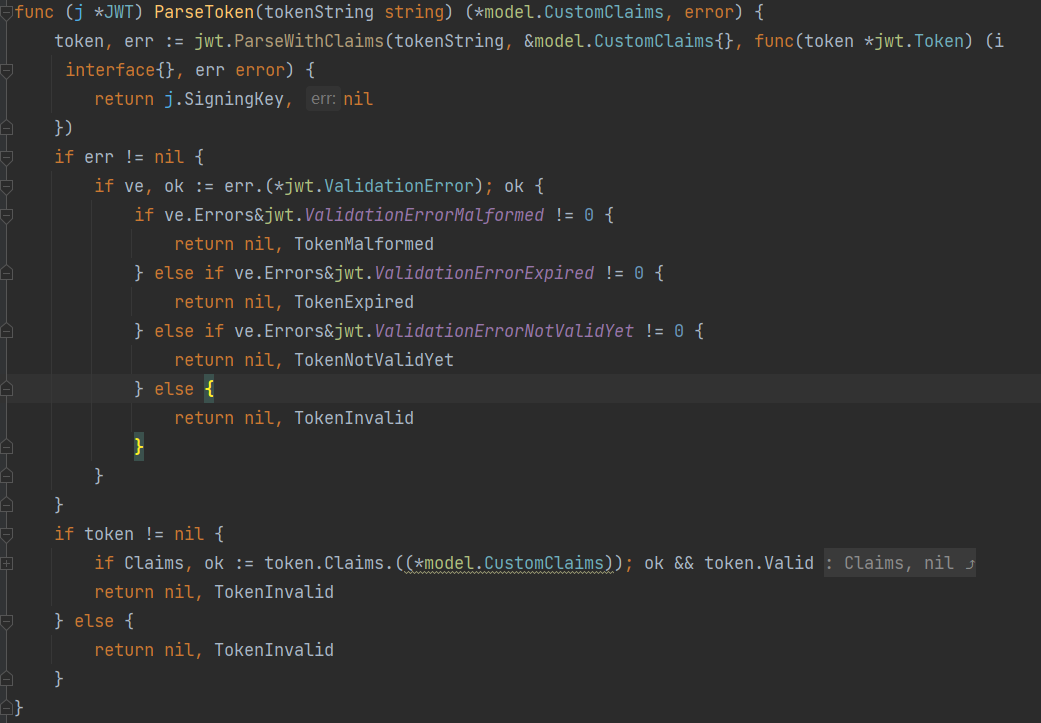 func (j *JWT) ParseToken(tokenString string) (*model.CustomClaims, error) {
    token, err := jwt.ParseWithClaims(tokenString, &model.CustomClaims{}, func(token *jwt.Token) (i
     interface{}, err error) {
        return j.SigningKey, err: nil
    })
    if err != nil {
        if ve, ok := err.(*jwt.ValidationError); ok {
            if ve.Errors&jwt.ValidationErrorMalformed != 0 {
                return nil, TokenMalformed
            } else if ve.Errors&jwt.ValidationErrorExpired != 0 {
                return nil, TokenExpired
            } else if ve.Errors&jwt.ValidationErrorNotValidYet != 0 {
                return nil, TokenNotValidYet
            } else {
                return nil, TokenInvalid
            }
        }
    }
    if token != nil {
        if Claims, ok := token.Claims.((*model.CustomClaims)); ok && token.Valid : Claims, nil ⤴
        return nil, TokenInvalid
    } else {
        return nil, TokenInvalid
    }
}